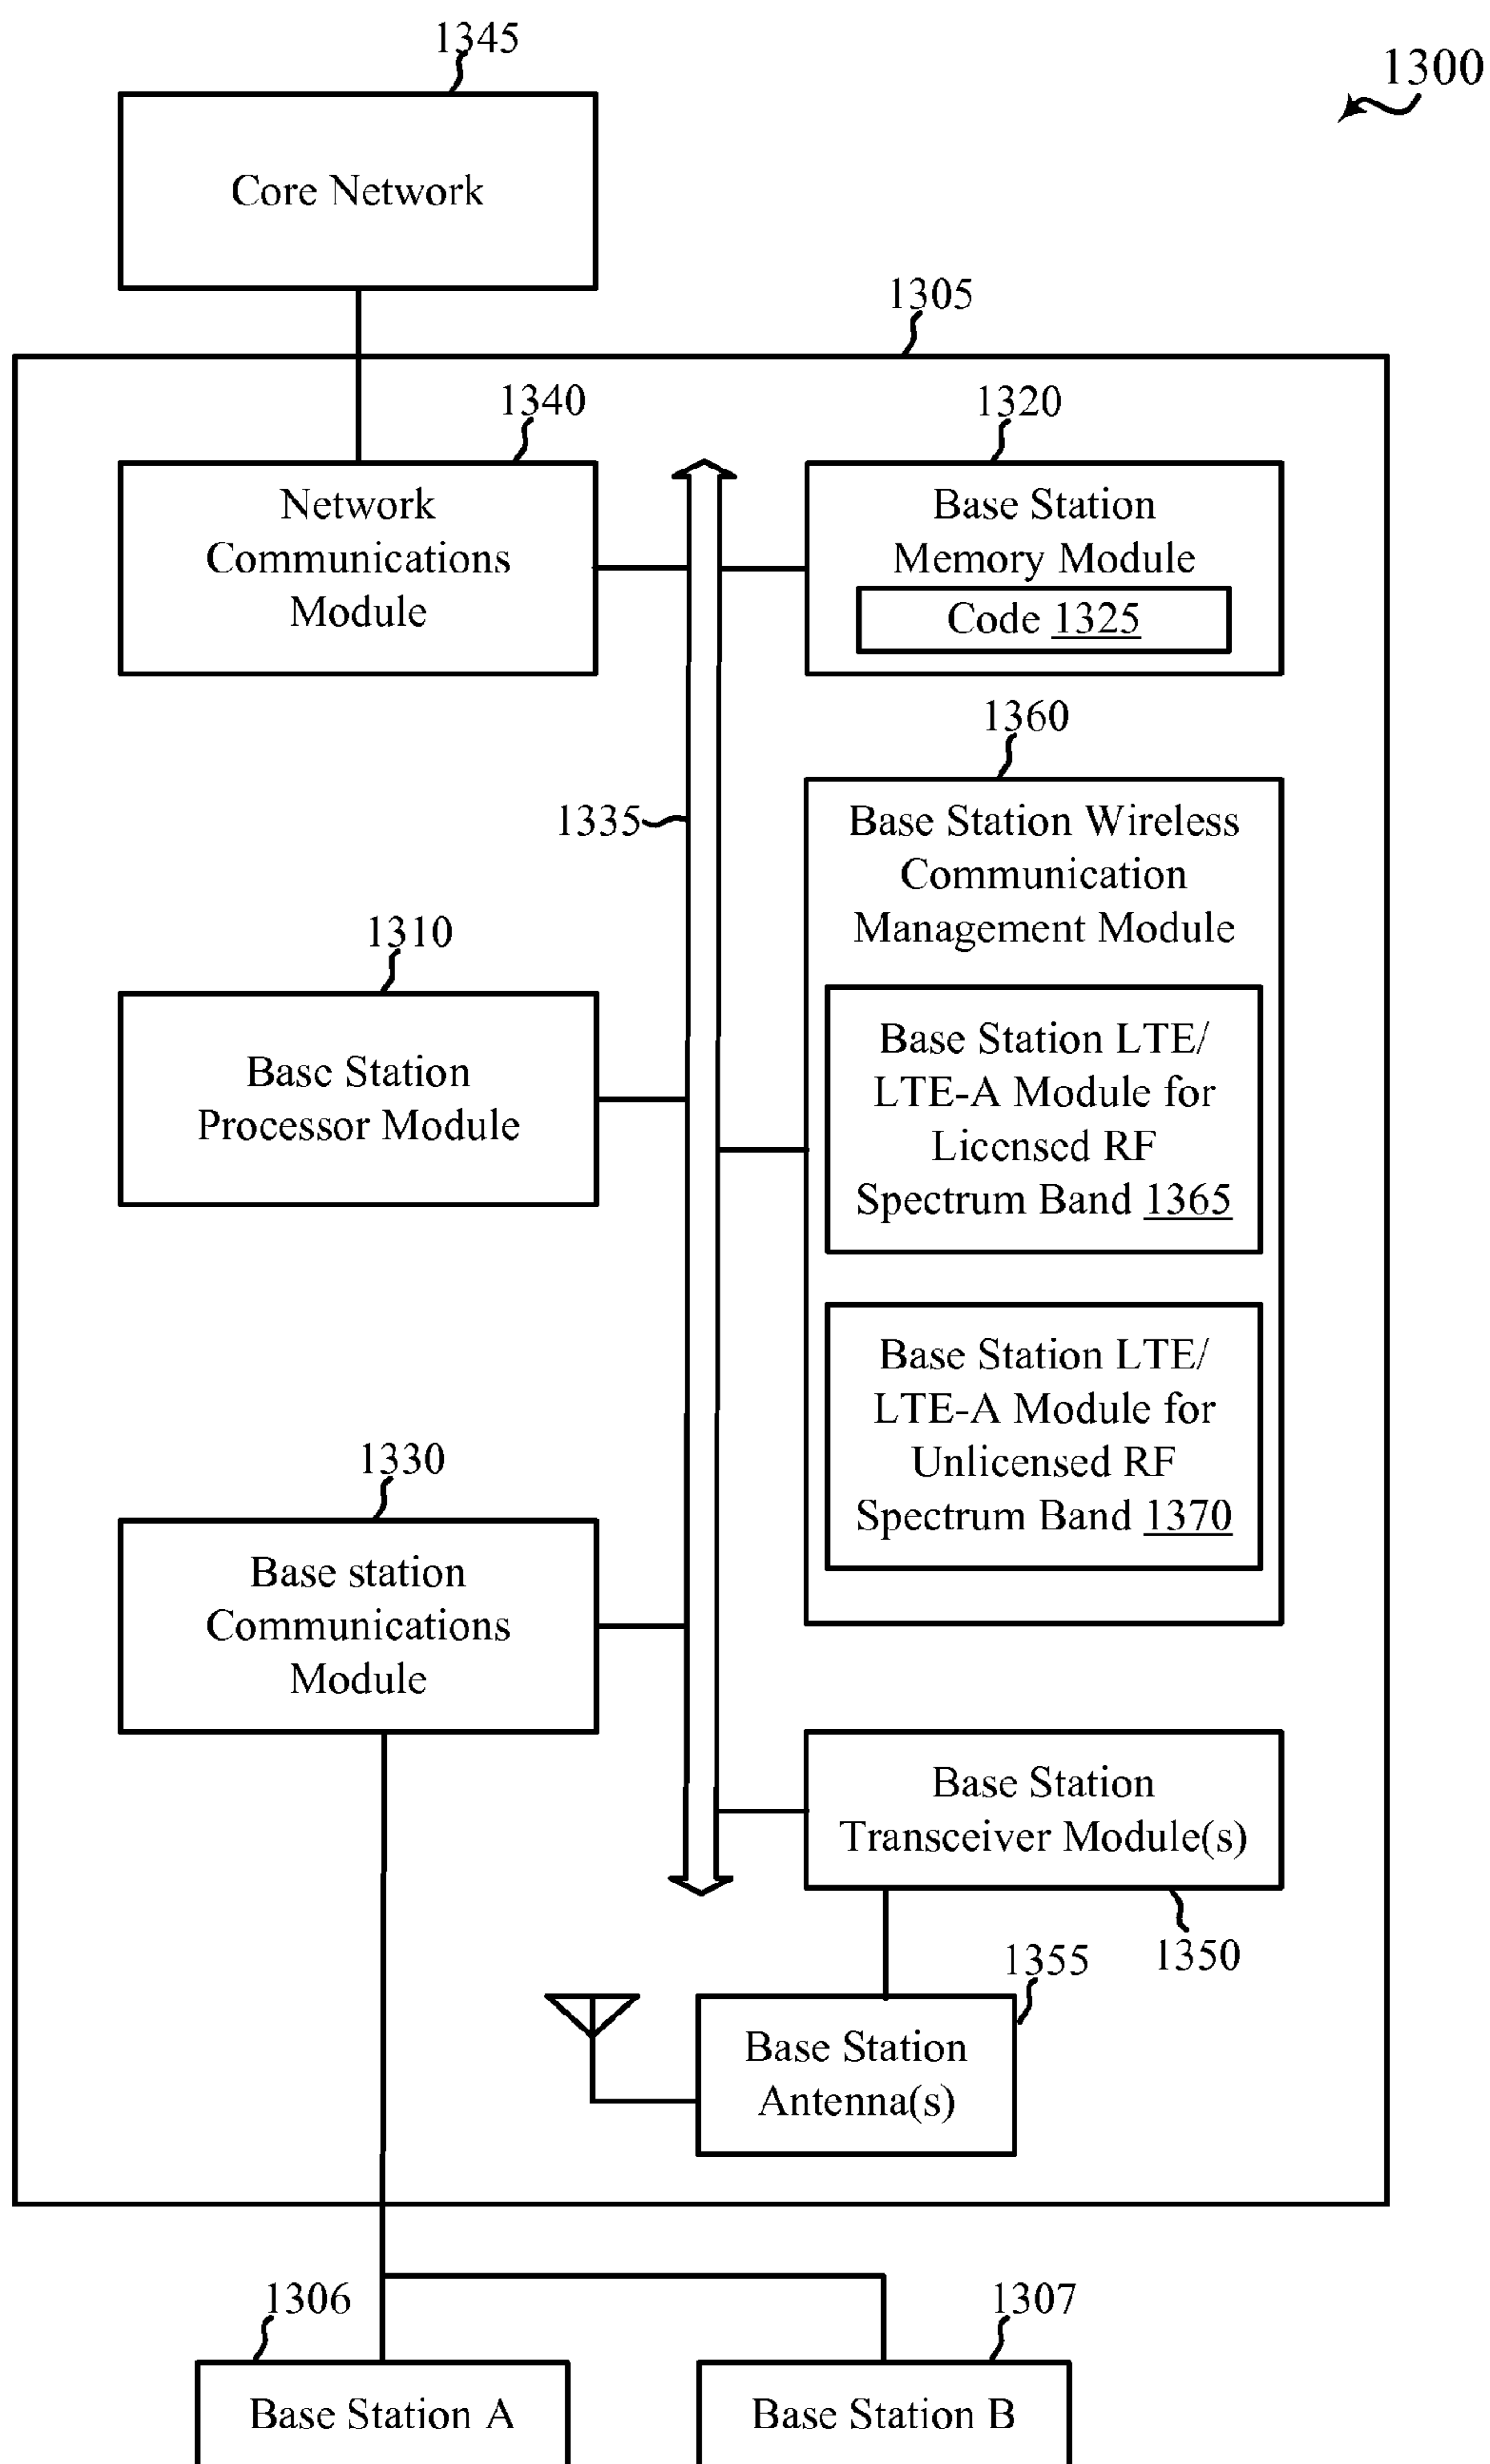 1345
1300
Core Network
1305
1340
1320
Network
Communications
Module
Base Station
Memory Module
Code 1325
1360
1335
Base Station Wireless
Communication
Management Module
1310
Base Station
Processor Module
Base Station LTE/
LTE-A Module for
Licensed RF
Spectrum Band 1365
Base Station LTE/
LTE-A Module for
Unlicensed RF
Spectrum Band 1370
1330
Base station
Communications
Module
Base Station
Transceiver Module(s)
1350
1355
Base Station
Antenna(s)
1306
1307
Base Station A
Base Station B